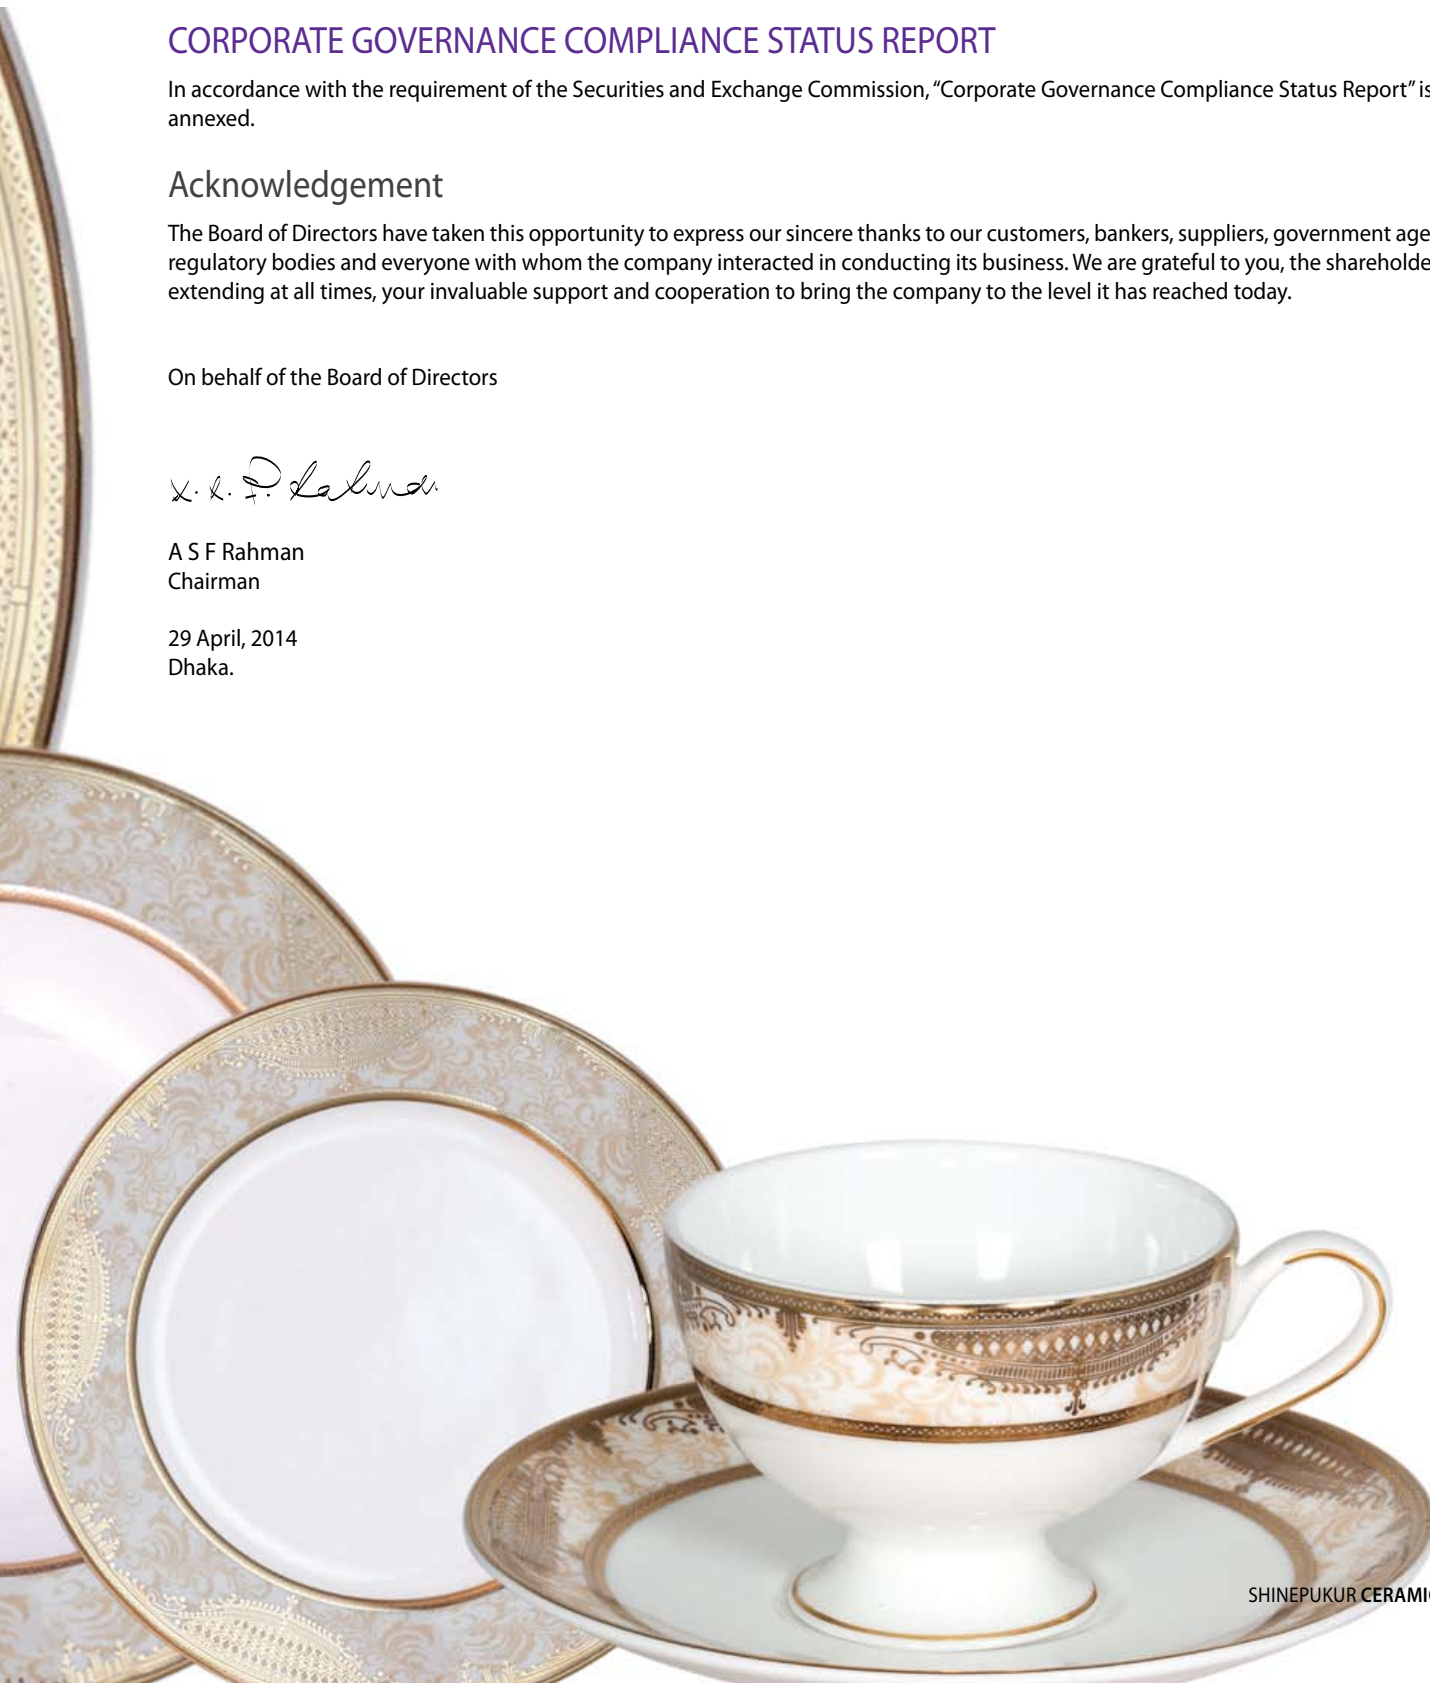 CORPORATE GOVERNANCE COMPLIANCE STATUS REPORT
In accordance with the requirement of the Securities and Exchange Commission, “Corporate Governance Compliance Status Report” is
annexed.
Acknowledgement
The Board of Directors have taken this opportunity to express our sincere thanks to our customers, bankers, suppliers, government
regulatory bodies and everyone with whom the company interacted in conducting its business. We are grateful to you, the
extending at all times, your invaluable support and cooperation to bring the company to the level it has reached today.
On behalf of the Board of Directors
A S F Rahman
Chairman
29 April, 2014
Dhaka.
SHINEPUKUR